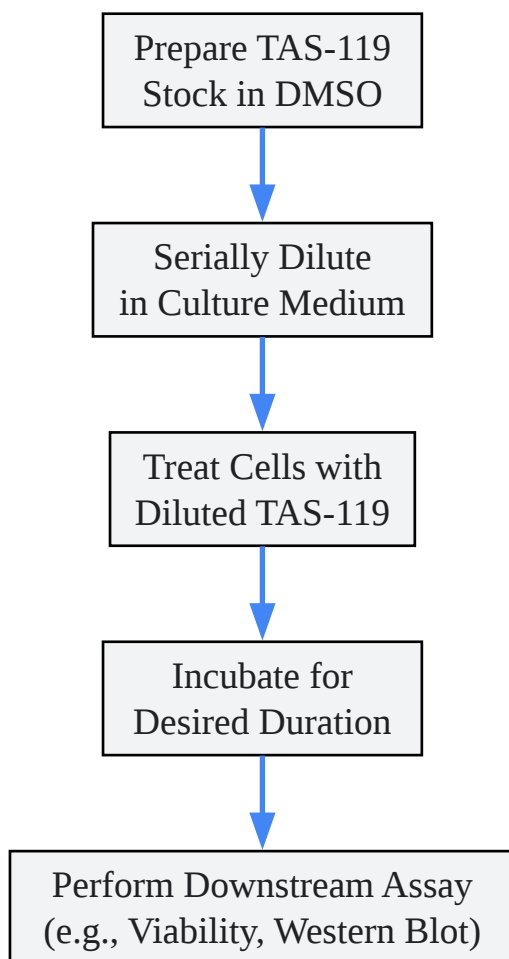 Prepare TAS-119
Stock in DMSO
Serially Dilute
in Culture Medium
Treat Cells with
Diluted TAS-119
Incubate for
Desired Duration
Perform Downstream Assay
(e.g., Viability, Western Blot)